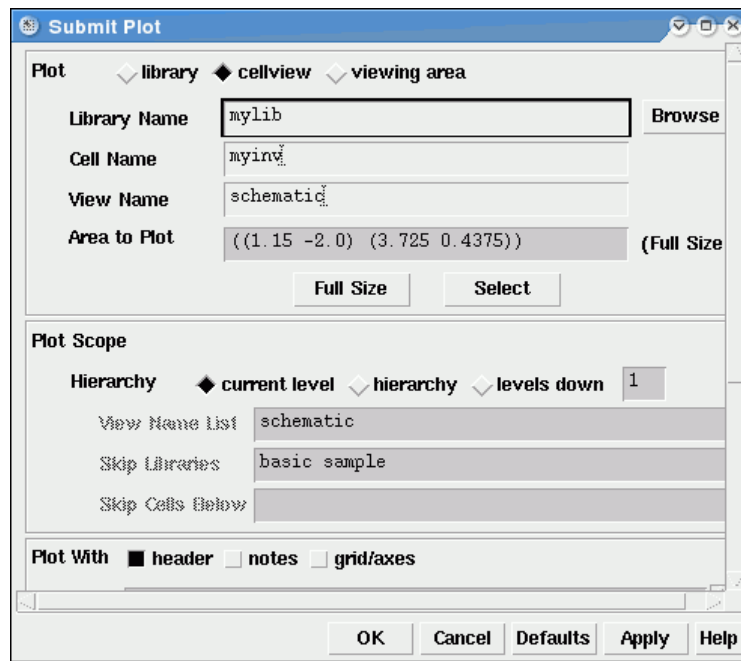 Submit Plot
Plot library cellview viewing area
Library Name mylib Browse
Cell Name myinv
View Name schematic
Area to Plot ((1.15 -2.0) (3.725 0.4375)) (Full Size
Full Size Select
Plot Scope
Hierarchy current level hierarchy levels down 1
View Name List schematic
Skip Libraries basic sample
Skip Cells Below
Plot With header notes grid/axes
OK Cancel Defaults Apply Help